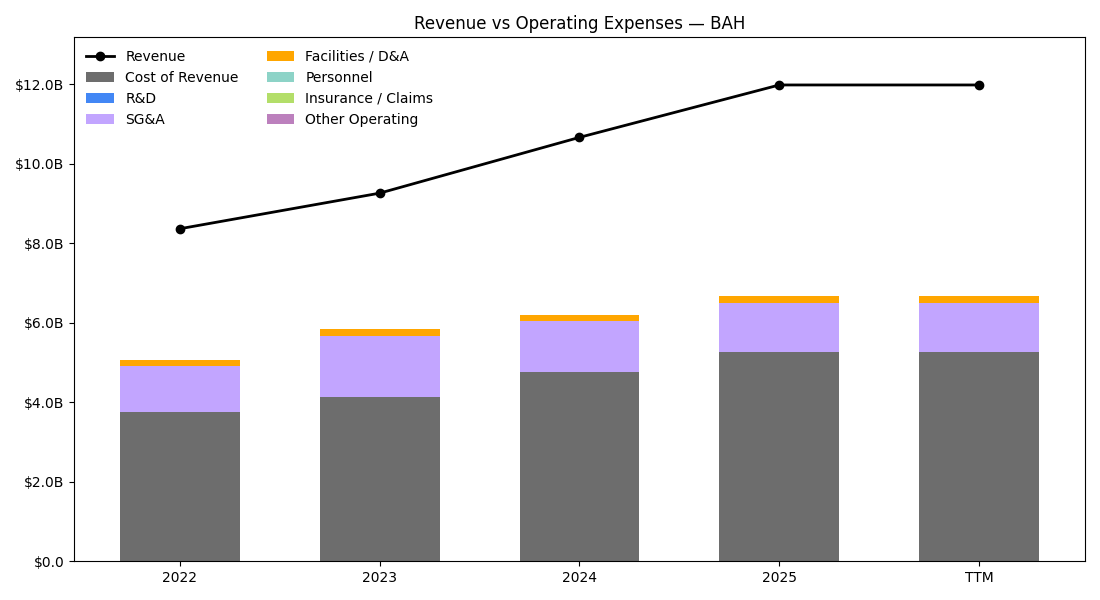 Revenue vs Operating Expenses — BAH
Revenue
Cost of Revenue
R&D
SG&A
Facilities / D&A
Personnel
Insurance / Claims
Other Operating
$12.0B
$10.0B
$8.0B
$6.0B
$4.0B
$2.0B
$0.0
2022
2023
2024
2025
TTM